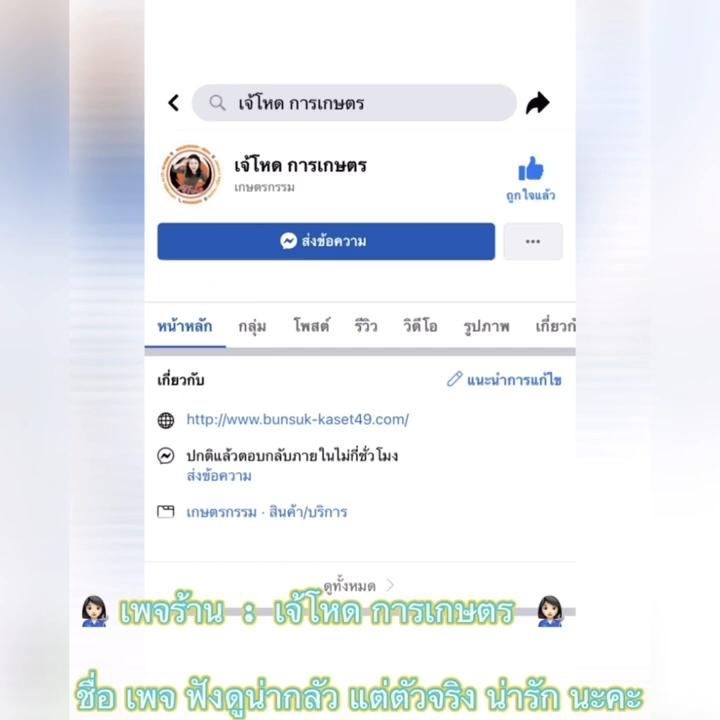 เจ้โหด การเกษตร
เจ้โหด การเกษตร
เกษตรกรรม
ถูกใจแล้ว
ส่งข้อความ
หน้าหลัก กลุ่ม โพสต์ รีวิว วิดีโอ รูปภาพ เกี่ยวกั
เกี่ยวกับ
แนะนำการแก้ไข
http://www.bunsuk-kaset49.com/
ปกติแล้วตอบกลับภายในไม่กี่ชั่วโมง
ส่งข้อความ
เกษตรกรรม · สินค้า/บริการ
ดูทั้งหมด
เพจร้าน : เจ้โหด การเกษตร
ชื่อ เพจ ฟังดูน่ากลัว แต่ตัวจริง น่ารัก นะคะ